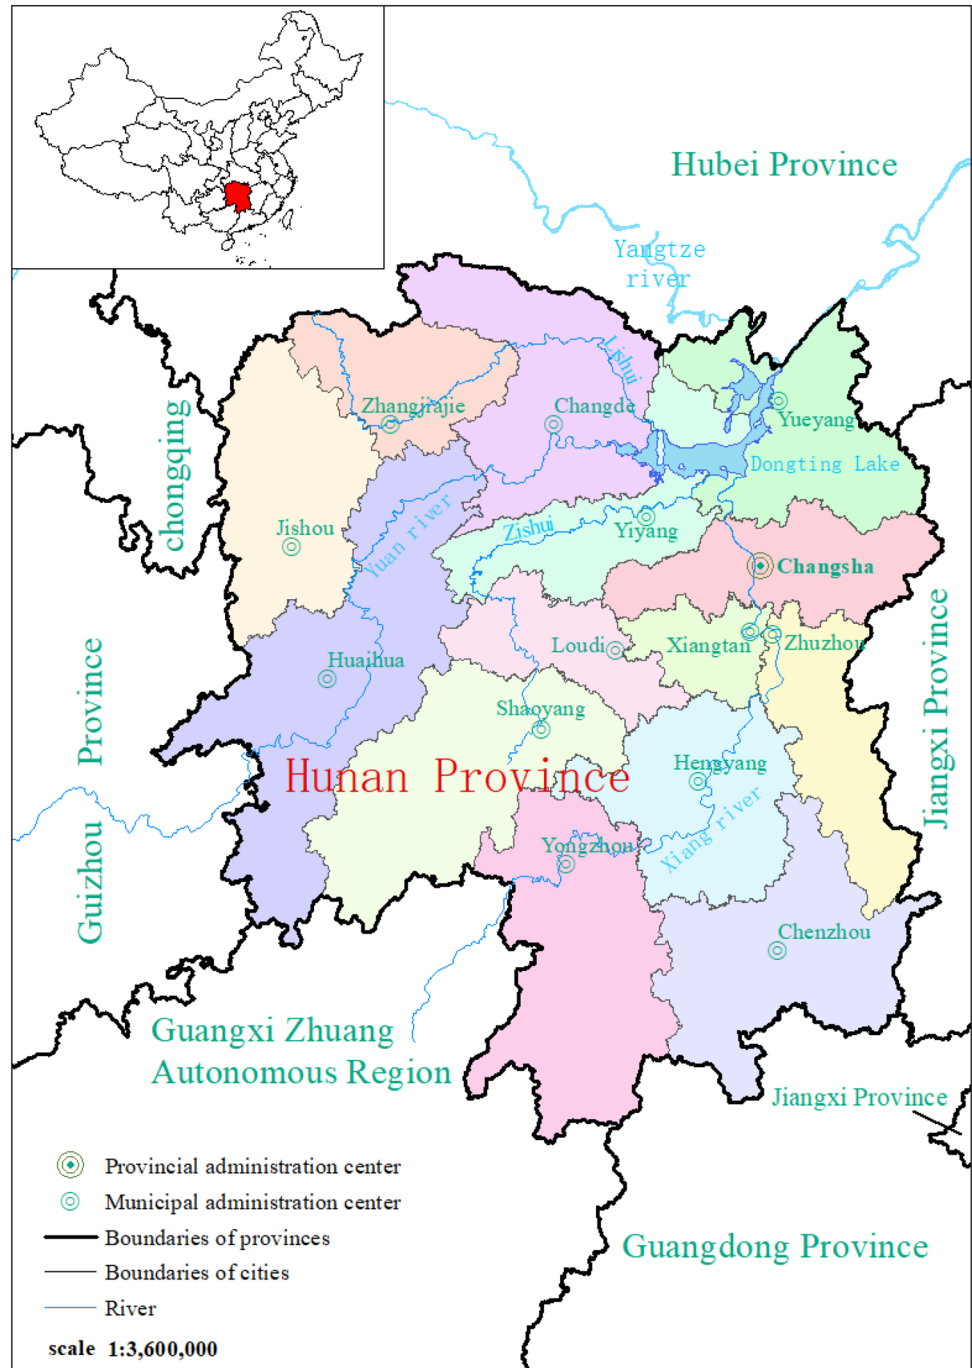 Hubei Province
Yangtze
river
Lishui
Zhangjiajie
Changde
Yueyang
chongqing
Dongting Lake
Yuan river
Zishui
Yiyang
Jishou
Changsha
Loudi
Xiangtan
Zhuzhou
Huaihua
Shaoyang
Jiangxi Province
Guizhou Province
Hunan Province
Hengyang
Xiang river
Yongzhou
Chenzhou
Guangxi Zhuang
Autonomous Region
Jiangxi Province
Guangdong Province
Provincial administration center
Municipal administration center
Boundaries of provinces
Boundaries of cities
River
scale 1:3,600,000